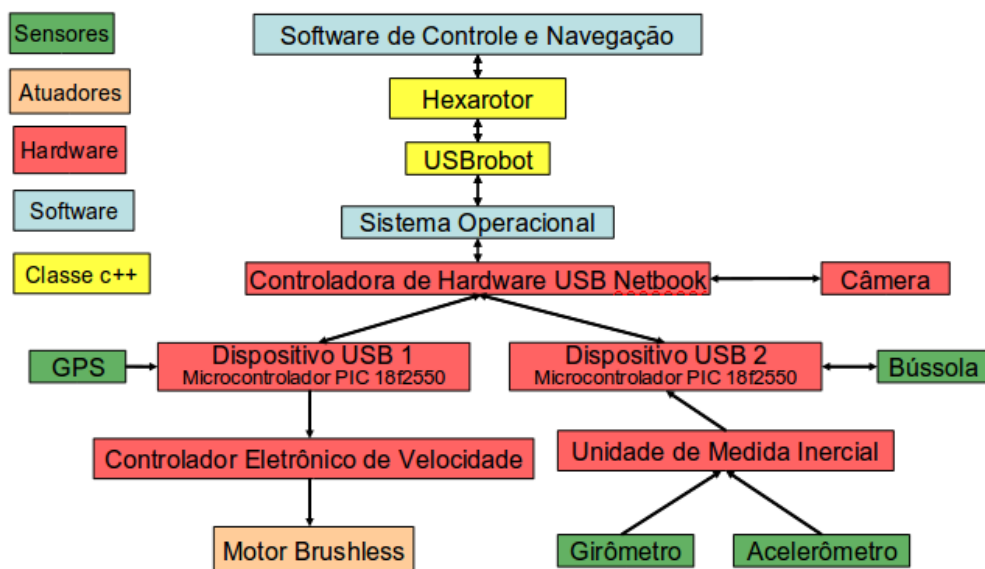 Sensores
Atuadores
Hardware
Software
Classe c++
Software de Controle e Navegação
Hexarotor
USBrobot
Sistema Operacional
Controladora de Hardware USB Netbook
Câmera
GPS
Dispositivo USB 1
Microcontrolador PIC 18f2550
Dispositivo USB 2
Microcontrolador PIC 18f2550
Bússola
Controlador Eletrônico de Velocidade
Unidade de Medida Inercial
Motor Brushless
Girômetro
Acelerômetro